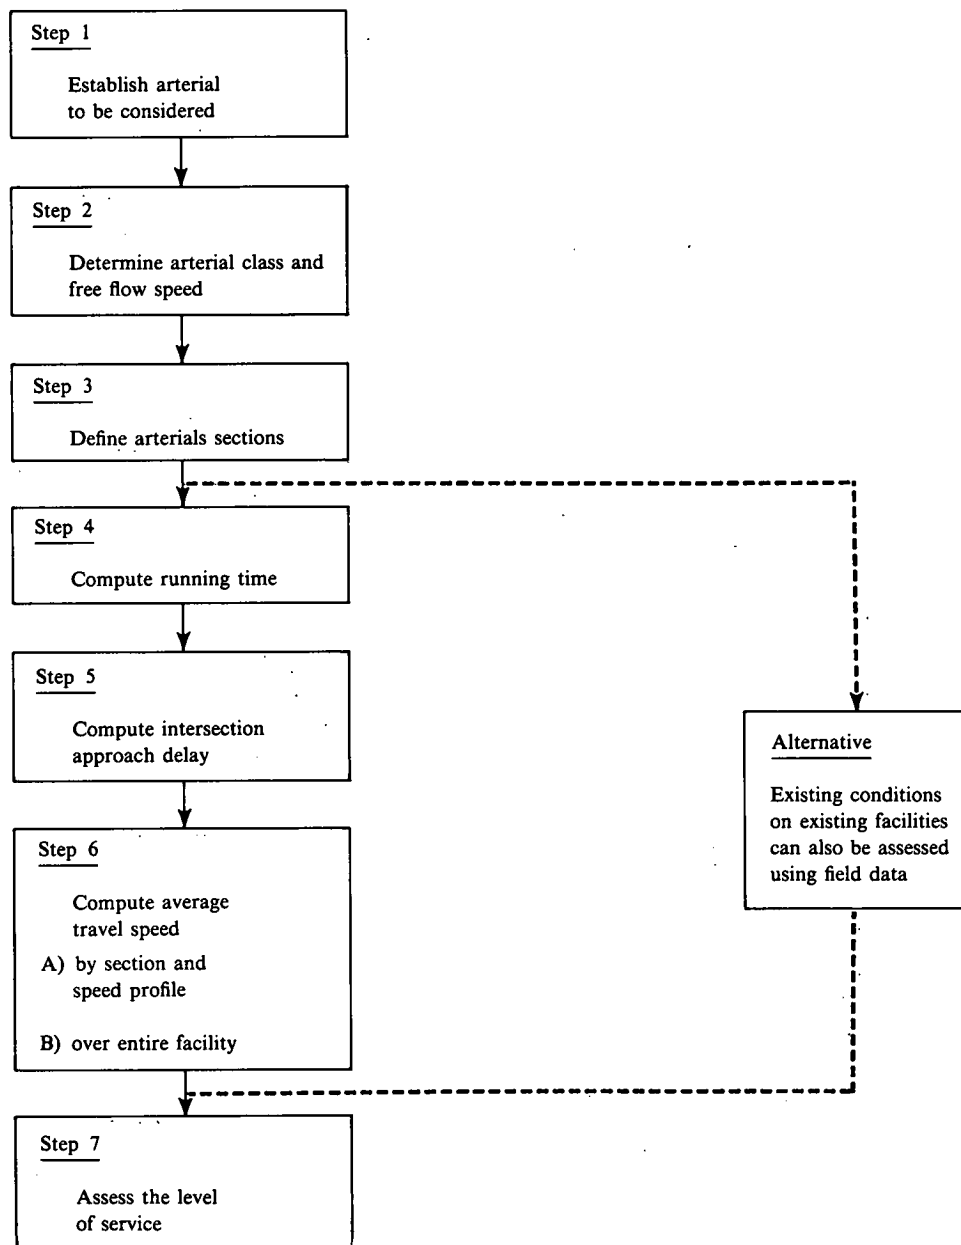 Step 1
Establish arterial
to be considered
Step 2
Determine arterial class and
free flow speed
Step 3
Define arterials sections
Step 4
Compute running time
Step 5
Compute intersection
approach delay
Alternative
Existing conditions
on existing facilities
can also be assessed
using field data
Step 6
Compute average
travel speed
A) by section and
speed profile
B) over entire facility
Step 7
Assess the level
of service